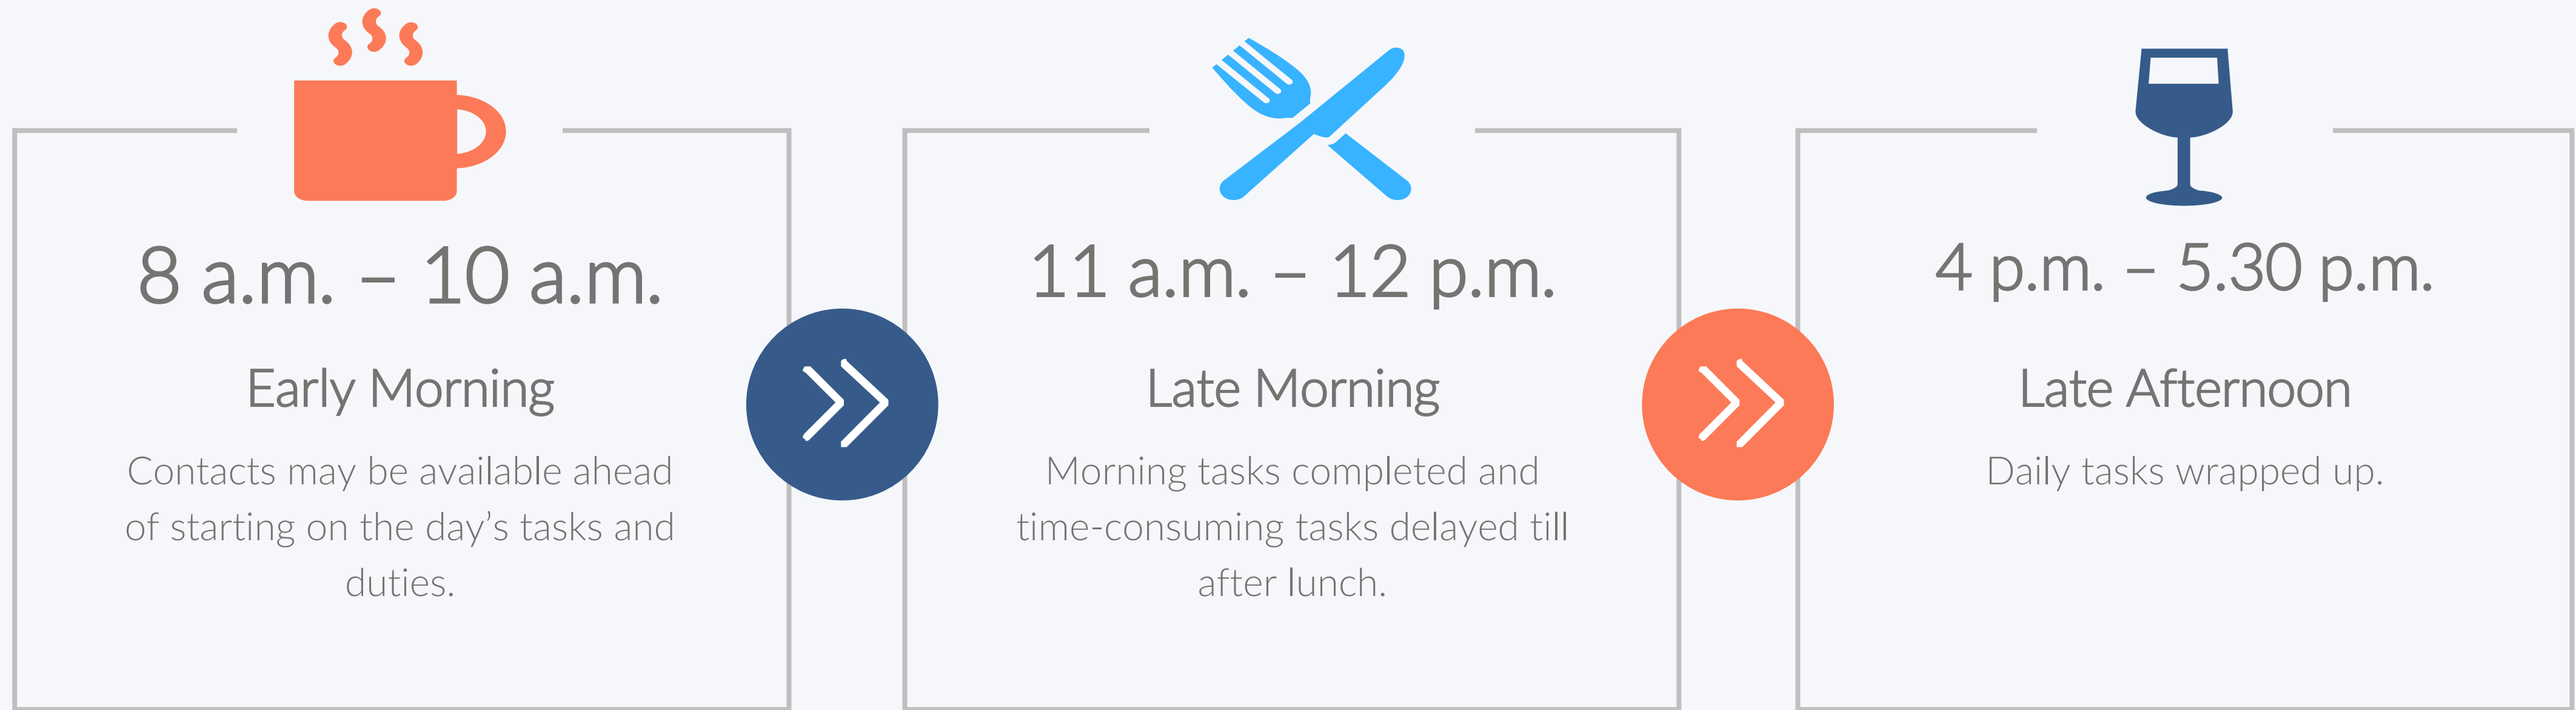 8 a.m. – 10 a.m.
Early Morning
Contacts may be available ahead
of starting on the day’s tasks and
duties.
11 a.m. – 12 p.m.
Late Morning
Morning tasks completed and
time-consuming tasks delayed till
after lunch.
4 p.m. – 5.30 p.m.
Late Afternoon
Daily tasks wrapped up.